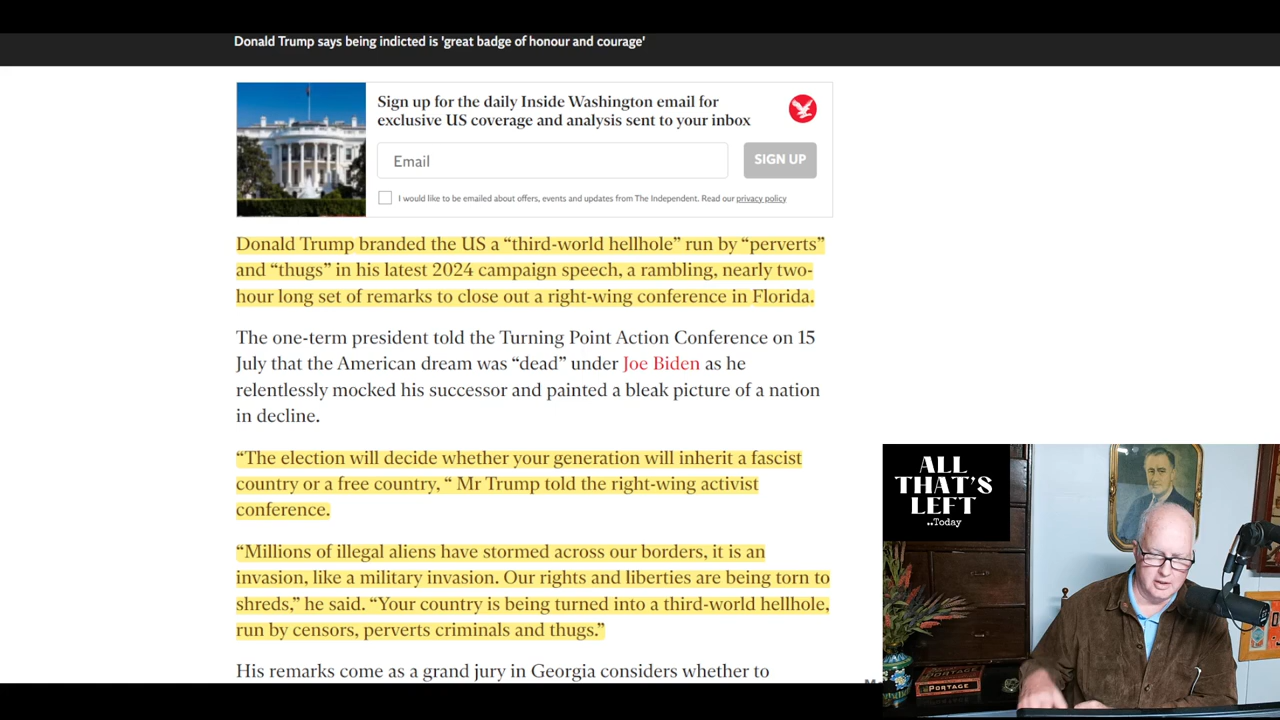 Donald Trump says being indicted is 'great badge of honour and courage'
Sign up for the daily Inside Washington email for
exclusive US coverage and analysis sent to your inbox
Email
SIGN UP
I would like to be emailed about offers, events and updates from The Independent. Read our privacy policy
Donald Trump branded the US a “third-world hellhole” run by “perverts”
and “thugs” in his latest 2024 campaign speech, a rambling, nearly two-
hour long set of remarks to close out a right-wing conference in Florida.
The one-term president told the Turning Point Action Conference on 15
July that the American dream was “dead” under Joe Biden as he
relentlessly mocked his successor and painted a bleak picture of a nation
in decline.
“The election will decide whether your generation will inherit a fascist
country or a free country, “ Mr Trump told the right-wing activist
conference.
“Millions of illegal aliens have stormed across our borders, it is an
invasion, like a military invasion. Our rights and liberties are being torn to
shreds,” he said. “Your country is being turned into a third-world hellhole,
run by censors, perverts criminals and thugs.”
His remarks come as a grand jury in Georgia considers whether to
ALL
THAT'S
LEFT
..Today
PORTAGE